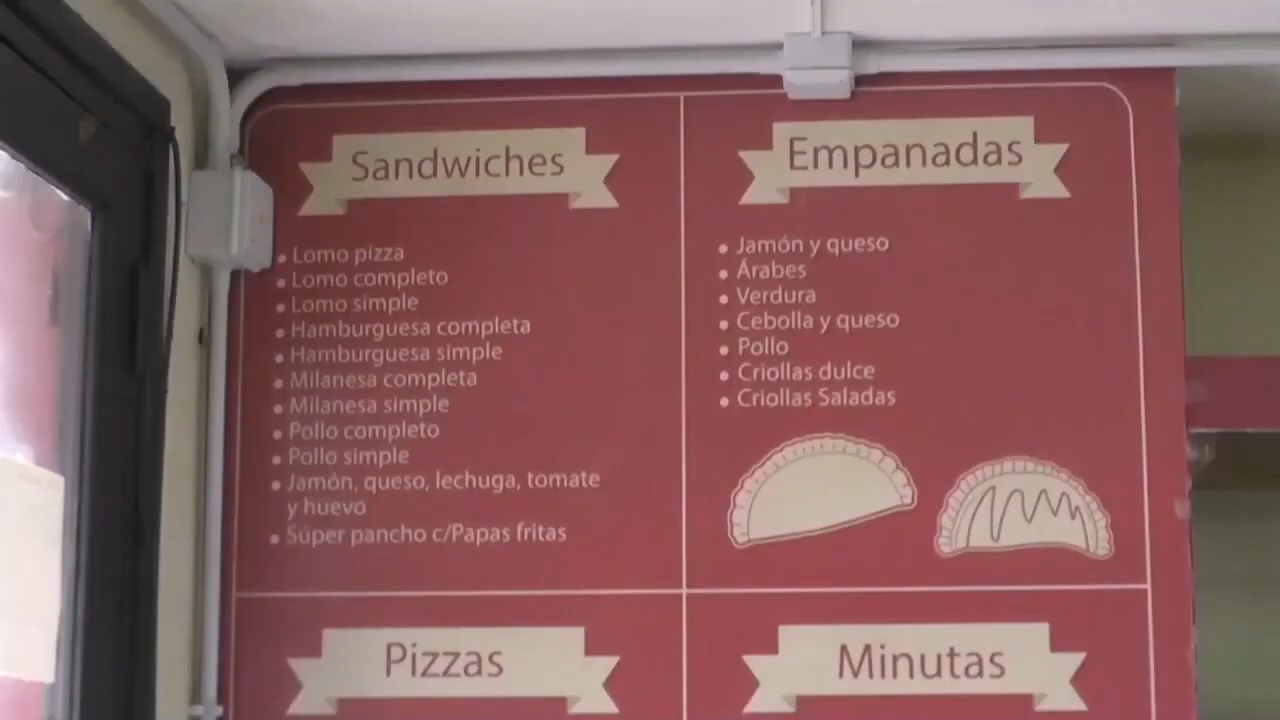 Sandwiches
• Lomo pizza
• Lomo completo
• Lomo simple
• Hamburguesa completa
• Hamburguesa simple
• Milanesa completa
• Milanesa simple
• Pollo completo
• Pollo simple
• Jamón, queso, lechuga, tomate
y huevo
• Súper pancho c/Papas fritas
Empanadas
• Jamón y queso
• Árabes
• Verdura
• Cebolla y queso
• Pollo
• Criollas dulce
• Criollas Saladas
Pizzas
Minutas